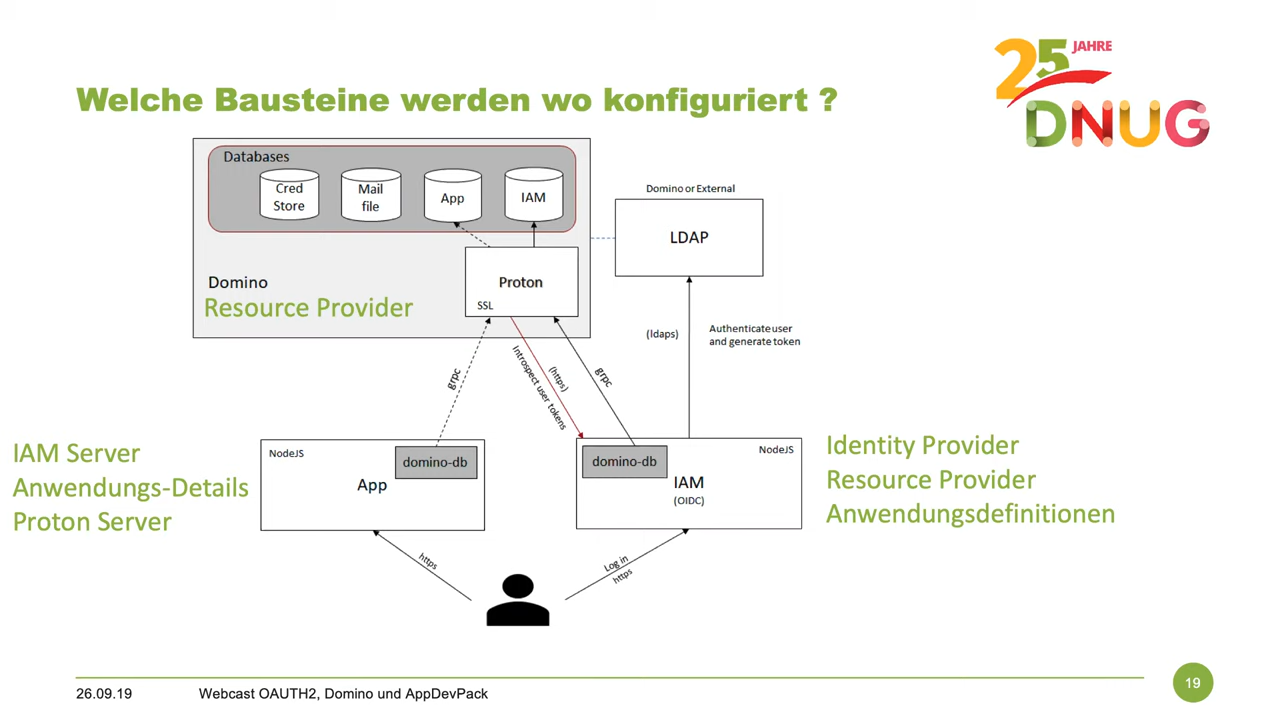 25 JAHRE
DNUG
Welche Bausteine werden wo konfiguriert ?
Databases
Cred
Store
Mail
file
App
IAM
Domino or External
LDAP
Proton
SSL
Domino
Resource Provider
(ldaps)
Authenticate user
and generate token
grpc
Introspect user tokens
(https)
grpc
IAM Server
Anwendungs-Details
Proton Server
NodeJS
domino-db
App
domino-db
NodeJS
IAM
(OIDC)
Identity Provider
Resource Provider
Anwendungsdefinitionen
https
Log in
https
26.09.19
Webcast OAUTH2, Domino und AppDevPack
19